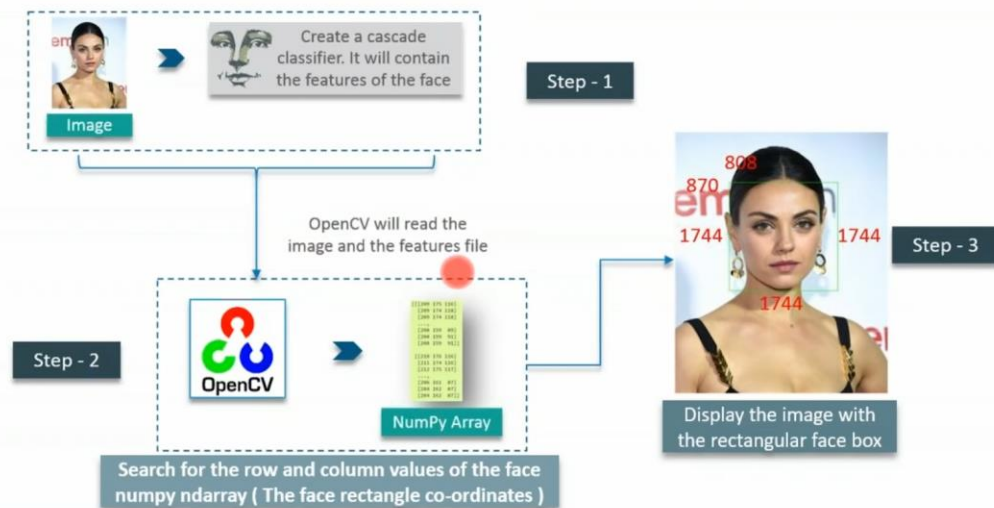 Create a cascade
classifier. It will contain
the features of the face
Image
Step - 1
OpenCV will read the
image and the features file
808
870
em
1744
1744
1744
Step - 3
Step - 2
OpenCV
NumPy Array
Display the image with
the rectangular face box
Search for the row and column values of the face
numpy ndarray ( The face rectangle co-ordinates )